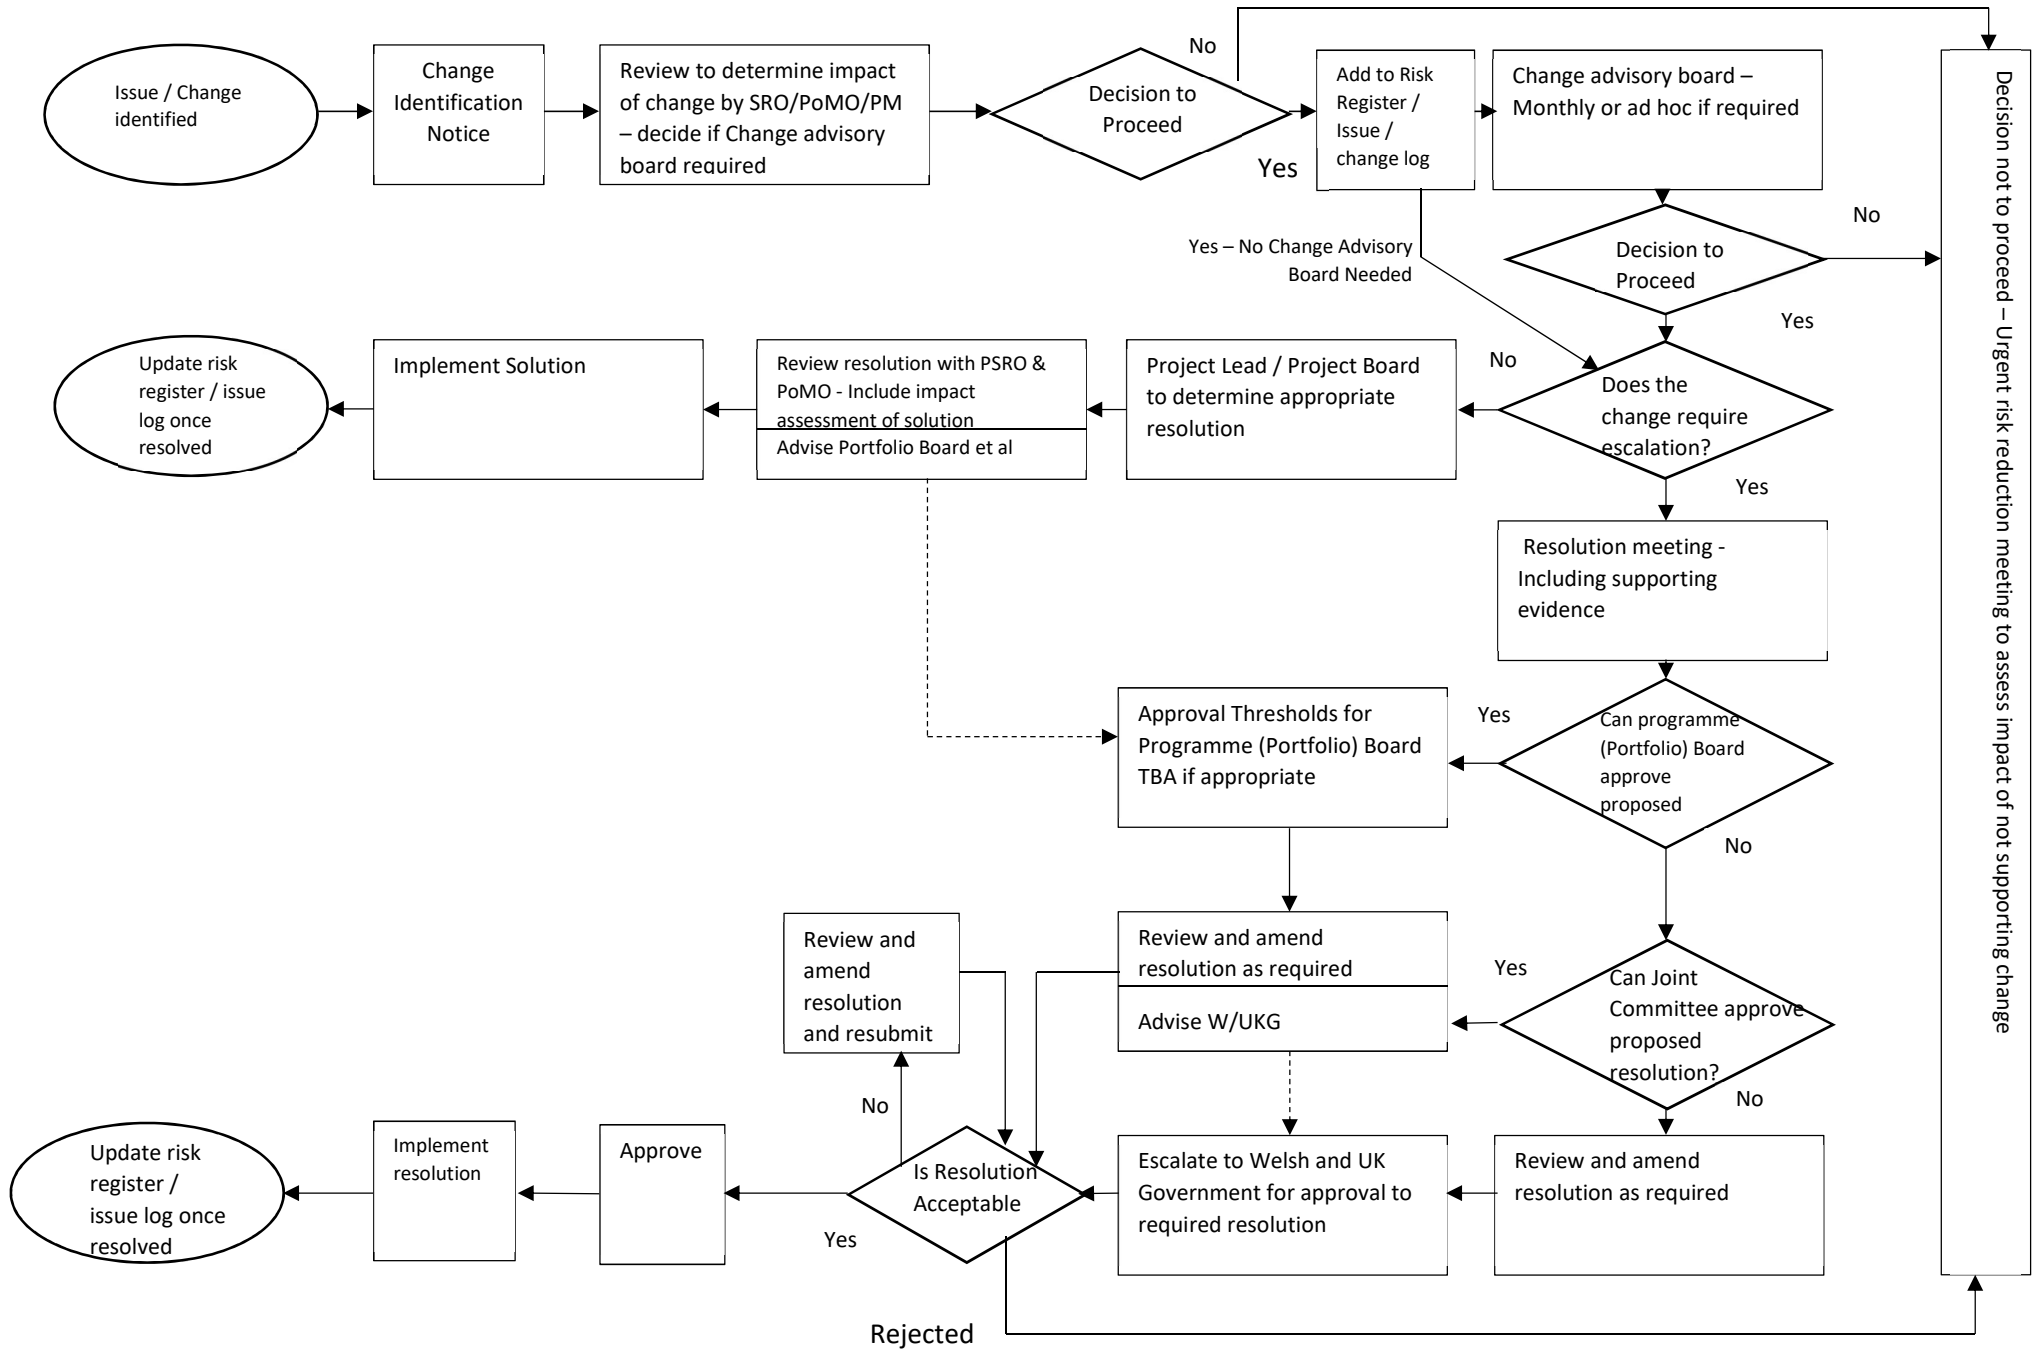 Issue / Change
identified
Change
Identification
Notice
Review to determine impact
of change by SRO/PoMO/PM
– decide if Change advisory
board required
Decision to
Proceed
No
Yes
Add to Risk
Register /
Issue /
change log
Change advisory board –
Monthly or ad hoc if required
Decision not to proceed – Urgent risk reduction meeting to assess impact of not supporting change
Yes – No Change Advisory
Board Needed
Decision to
Proceed
No
Yes
Update risk
register / issue
log once
resolved
Implement Solution
Review resolution with PSRO &
PoMO - Include impact
assessment of solution
Advise Portfolio Board et al
Project Lead / Project Board
to determine appropriate
resolution
No
Does the
change require
escalation?
Yes
Resolution meeting -
Including supporting
evidence
Approval Thresholds for
Programme (Portfolio) Board
TBA if appropriate
Yes
Can programme
(Portfolio) Board
approve
proposed
No
Review and
amend
resolution
and resubmit
Review and amend
resolution as required
Advise W/UKG
Yes
Can Joint
Committee approve
proposed
resolution?
No
No
Update risk
register /
issue log once
resolved
Implement
resolution
Approve
Yes
Is Resolution
Acceptable
Escalate to Welsh and UK
Government for approval to
required resolution
Review and amend
resolution as required
Rejected